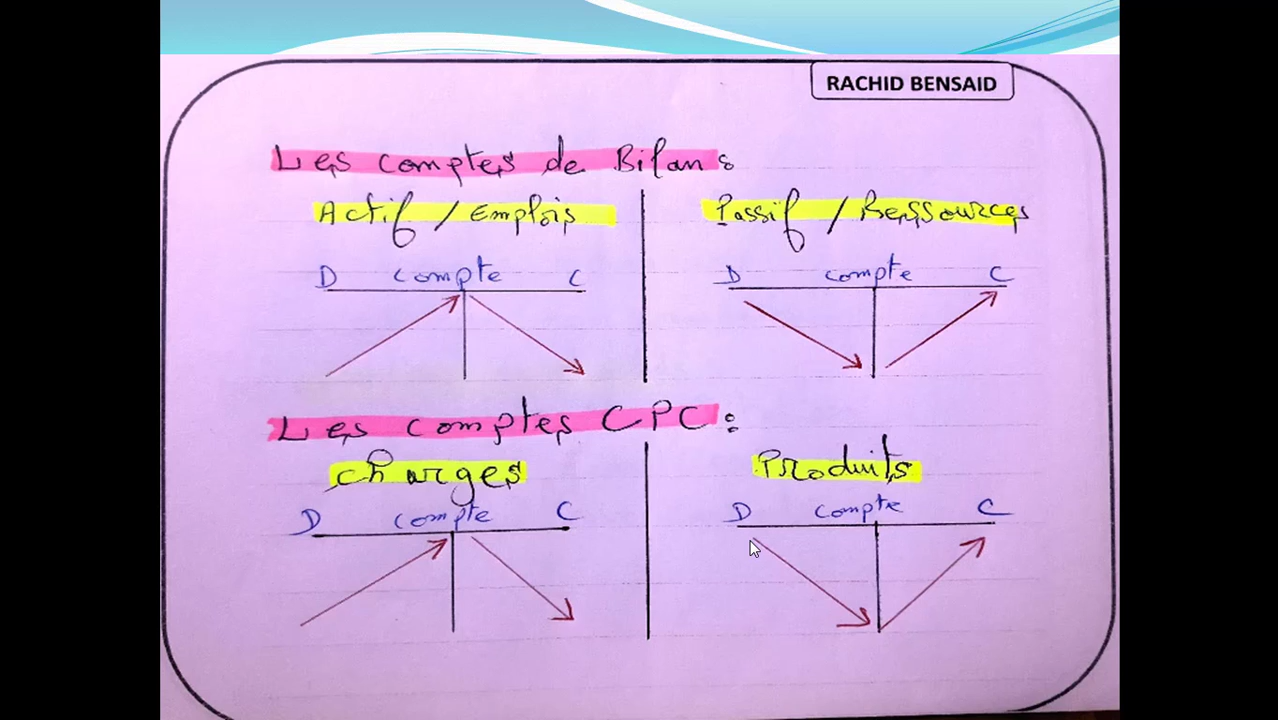 RACHID BENSAID
Les comptes de Bilan :
Actif / Emplois
Passif / Ressources
D compte C
D compte C
Les comptes CPC :
Charges
Produits
D compte C
D compte C